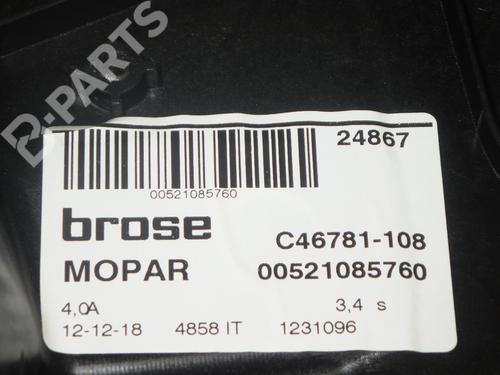 B-PARTS
24867
00521085760
brose
C46781-108
MOPAR
00521085760
4,0A
3,4 s
12-12-18 4858 IT 1231096